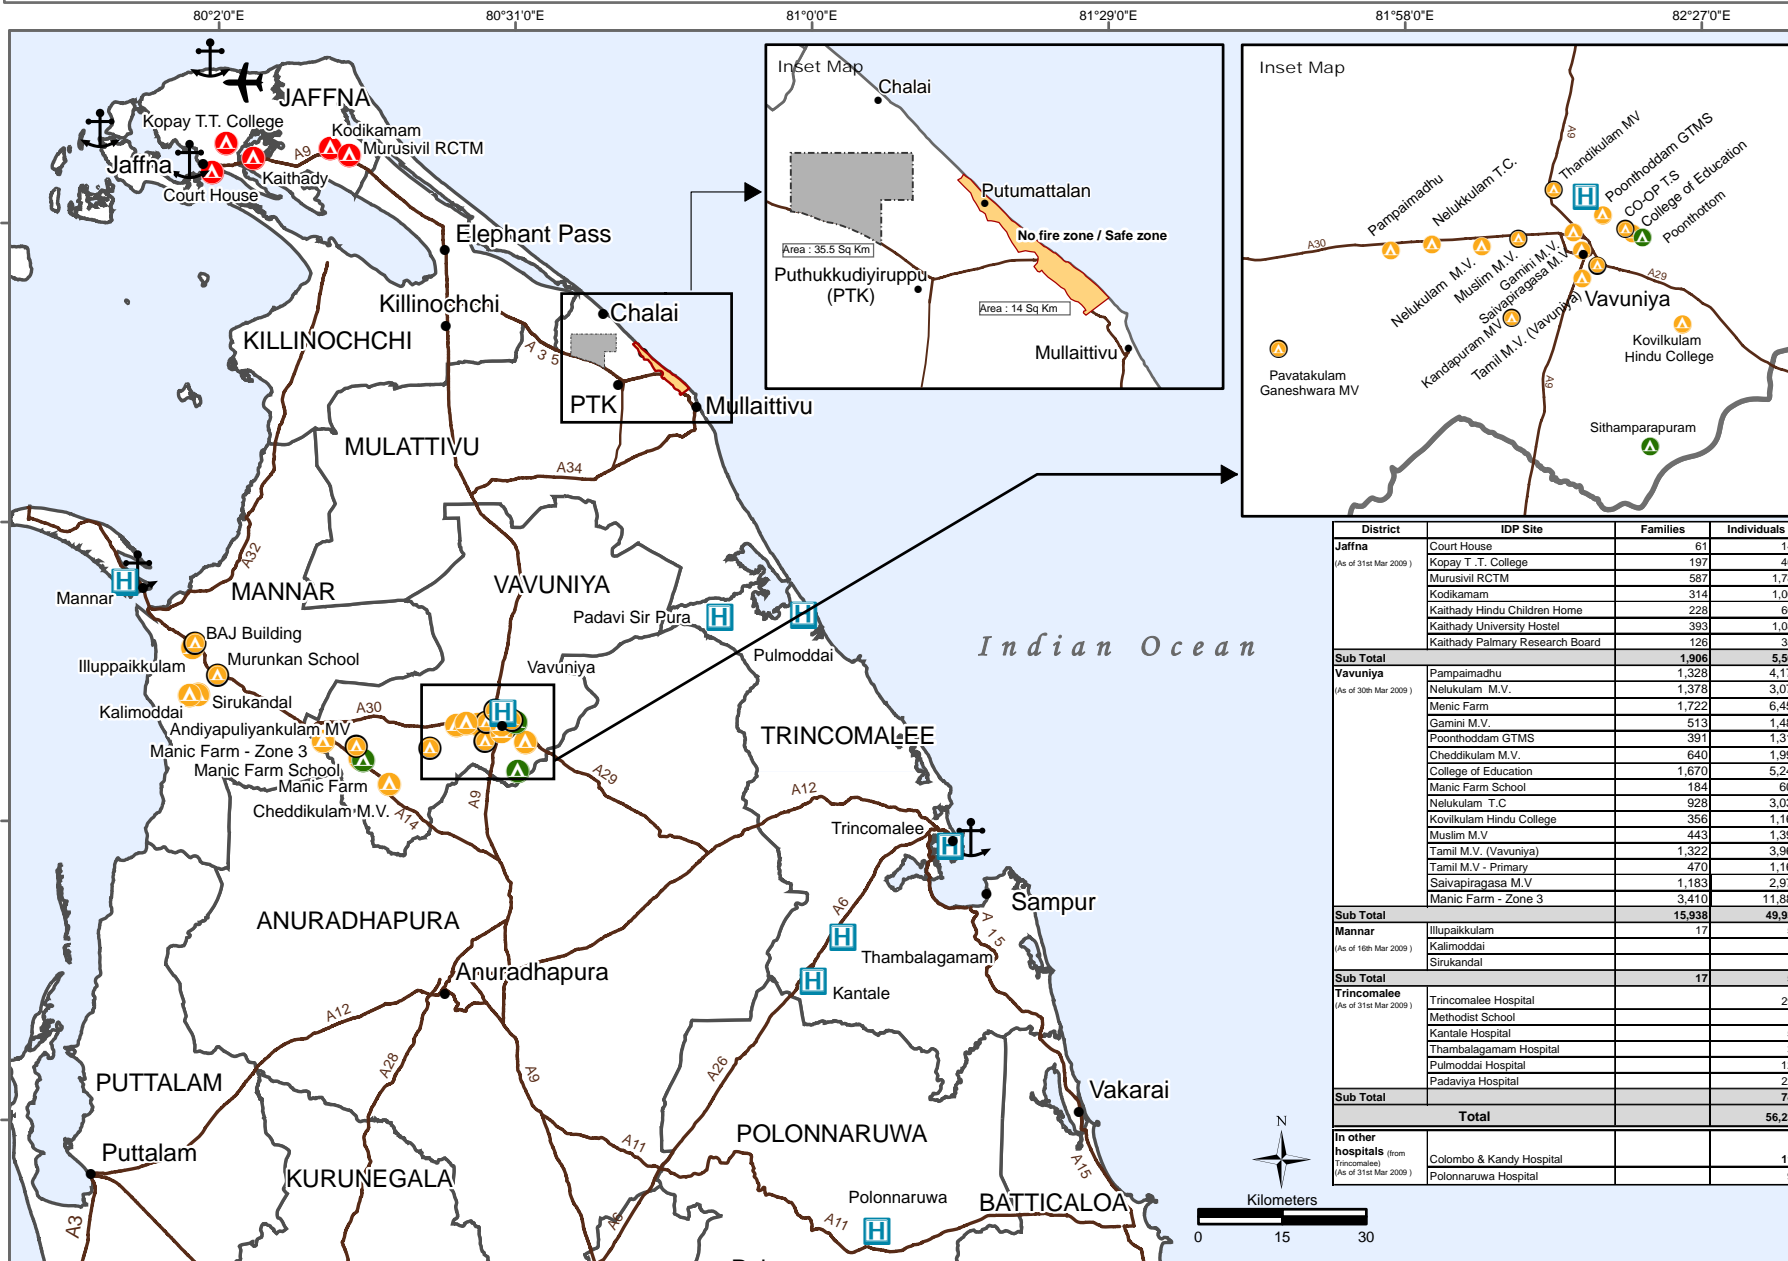 80°2'0"E
80°31'0"E
81°0'0"E
81°29'0"E
81°58'0"E
82°27'0"E
JAFFNA
Kopay T.T. College
Kodikamam
Murusivil RCTM
A9
Jaffna
Kaithady
Court House
Elephant Pass
Killinochchi
Chalai
KILLINOCHCHI
A 3 5
PTK
Mullaittivu
MULATTIVU
A34
A32
MANNAR
VAVUNIYA
H
Mannar
Padavi Sir Pura
H
H
Pulmoddai
Indian Ocean
BAJ Building
Illuppaikkulam
Murunkan School
Vavuniya
Sirukandal
Kalimoddai
A30
H
Andiyapuliyankulam MV
Manic Farm - Zone 3
Manic Farm School
Manic Farm
Cheddikulam M.V.
A14
A9
A29
TRINCOMALEE
A12
Trincomalee
H
Sampur
A6
A 15
ANURADHAPURA
H
Thambalagamam
H
Kantale
Anuradhapura
A12
A28
A9
A26
PUTTALAM
Vakarai
Puttalam
A11
POLONNARUWA
A15
KURUNEGALA
Polonnaruwa
H
A11
BATTICALOA
A3
A6
N
Kilometers
0 15 30
Inset Map
Chalai
Putumattalan
No fire zone / Safe zone
Area : 35.5 Sq Km
Puthukkudiyiruppu
(PTK)
Area : 14 Sq Km
Mullaittivu
Inset Map
A9
Thandikulam MV
Poonthoddam GTMS
CO-OP T.S
College of Education
Poonthottom
H
Pampaimadhu
Nelukkulam T.C.
A30
Nelukulam M.V.
Muslim M.V.
Gamini M.V.
Saivapiragasa M.V.
Kandapuram MV
Tamil M.V. (Vavuniya)
A29
Vavuniya
Kovilkulam
Hindu College
A9
Pavatakulam
Ganeshwara MV
Sithamparapuram
District IDP Site Families Individuals
Jaffna Court House 61
(As of 31st Mar 2009 ) Kopay T .T. College 197
Murusivil RCTM 587
Kodikamam 314
Kaithady Hindu Children Home 228
Kaithady University Hostel 393
Kaithady Palmary Research Board 126
Sub Total 1,906
Vavuniya Pampaimadhu 1,328
(As of 30th Mar 2009 ) Nelukulam M.V. 1,378
Menic Farm 1,722
Gamini M.V. 513
Poonthoddam GTMS 391
Cheddikulam M.V. 640
College of Education 1,670
Manic Farm School 184
Nelukulam T.C 928
Kovilkulam Hindu College 356
Muslim M.V 443
Tamil M.V. (Vavuniya) 1,322
Tamil M.V - Primary 470
Saivapiragasa M.V 1,183
Manic Farm - Zone 3 3,410
Sub Total 15,938
Mannar Illupaikkulam 17
(As of 16th Mar 2009 ) Kalimoddai
Sirukandal
Sub Total 17
Trincomalee
(As of 31st Mar 2009 ) Trincomalee Hospital
Methodist School
Kantale Hospital
Thambalagamam Hospital
Pulmoddai Hospital
Padaviya Hospital
Sub Total
Total
In other
hospitals (from
Trincomalee) Colombo & Kandy Hospital
(As of 31st Mar 2009 ) Polonnaruwa Hospital